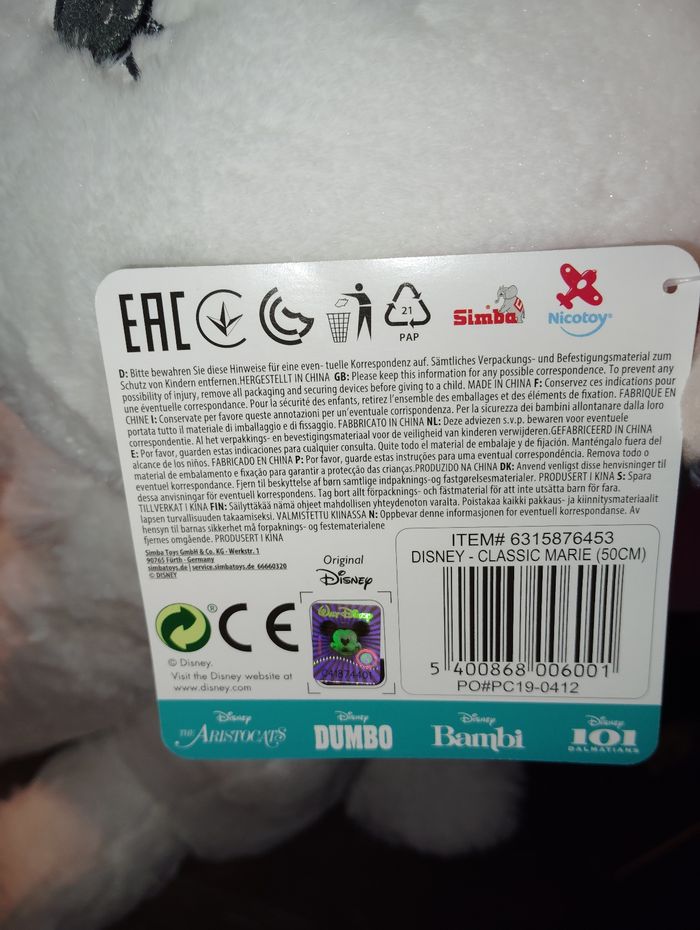 EAC
21
PAP
Simba
Nicotoy®
D: Bitte bewahren Sie diese Hinweise für eine even- tuelle Korrespondenz auf. Sämtliches Verpackungs- und Befestigungsmaterial zum
Schutz von Kindern entfernen.HERGESTELLT IN CHINA GB: Please keep this information for any possible correspondence. To prevent any
possibility of injury, remove all packaging and securing devices before giving to a child. MADE IN CHINA F: Conservez ces indications pour
une éventuelle correspondance. Pour la sécurité des enfants, retirez l'ensemble des emballages et des éléments de fixation. FABRIQUE EN
CHINE I: Conservate per favore queste annotazioni per un'eventuale corrispondenza. Per la sicurezza dei bambini allontanare dalla loro
portata tutto il materiale di imballaggio e di fissaggio. FABBRICATO IN CHINA NL: Deze adviezen s.v.p. bewaren voor eventuele
correspondentie. Al het verpakkings- en bevestigingsmateriaal voor de veiligheid van kinderen verwijderen.GEFABRICEERD IN CHINA
E: Por favor, guarden estas indicaciones para cualquier consulta. Quite todo el material de embalaje y de fijación. Manténgalo fuera del
alcance de los niños. FABRICADO EN CHINA P: Por favor, guarde estas instruções para uma eventual correspondência. Remova todo o
material de embalamento e fixação para garantir a protecção das crianças.PRODUZIDO NA CHINA DK: Anvend venligst disse henvisninger til
eventuel korrespondance. Fjern til beskyttelse af børn samtlige indpaknings-og fastgørelsesmaterialer. PRODUSERT I KINA S: Spara
dessa anvisningar för eventuell korrespondens. Tag bort allt förpacknings- och fästmaterial för att inte utsätta barn för fara.
TILLVERKAT I KINA FIN: Säilyttäkää nämä ohjeet mahdollisen yhteydenoton varalta. Poistakaa kaikki pakkaus- ja kiinnitysmateriaalit
lapsen turvallisuuden takaamiseksi. VALMISTETTU KIINASSA N: Oppbevar denne informasjonen for eventuell korrespondanse. Av
hensyn til barnas sikkerhet må forpaknings- og festematerialene
fjernes omgående. PRODUSERT I KINA
Simba Toys GmbH & Co. KG · Werkstr. 1
90765 Fürth · Germany
simbatoys.de | service.simbatoys.de 66660320
© DISNEY
Original
Disney
ITEM# 6315876453
DISNEY - CLASSIC MARIE (50CM)
5 400868 006001
PO#PC19-0412
® CE
WALT DISNEY
041874401
© Disney.
Visit the Disney website at
www.disney.com
Disney THE ARISTOCATS
Disney DUMBO
Disney Bambi
Disney 101 DALMATIANS